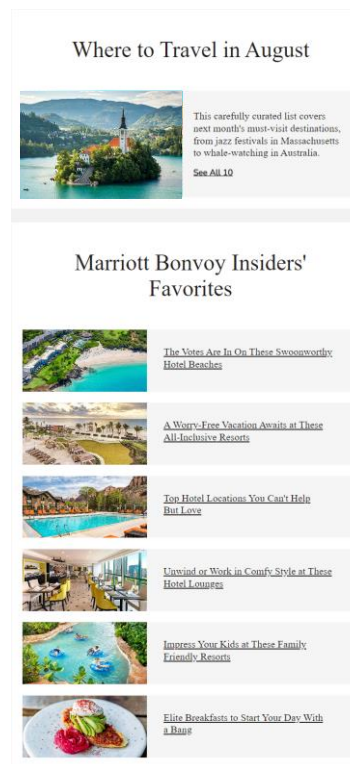 Where to Travel in August
This carefully curated list covers
next month's must-visit destinations,
from jazz festivals in Massachusetts
to whale-watching in Australia.
See All 10
Marriott Bonvoy Insiders'
Favorites
The Votes Are In On These Swoonworthy
Hotel Beaches
A Worry-Free Vacation Awaits at These
All-Inclusive Resorts
Top Hotel Locations You Can't Help
But Love
Unwind or Work in Comfy Style at These
Hotel Lounges
Impress Your Kids at These Family
Friendly Resorts
Elite Breakfasts to Start Your Day With
a Bang